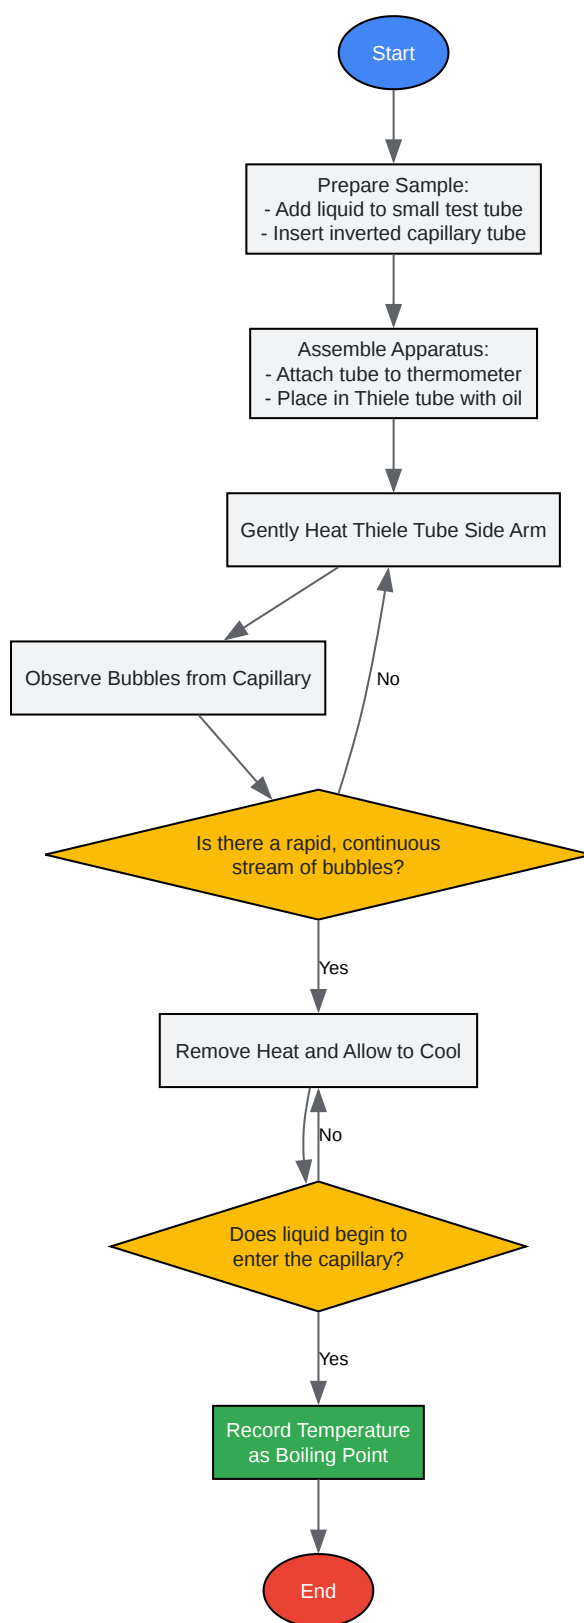 Start
Prepare Sample:
- Add liquid to small test tube
- Insert inverted capillary tube
Assemble Apparatus:
- Attach tube to thermometer
- Place in Thiele tube with oil
Gently Heat Thiele Tube Side Arm
Observe Bubbles from Capillary
No
Is there a rapid, continuous
stream of bubbles?
Yes
Remove Heat and Allow to Cool
No
Does liquid begin to
enter the capillary?
Yes
Record Temperature
as Boiling Point
End